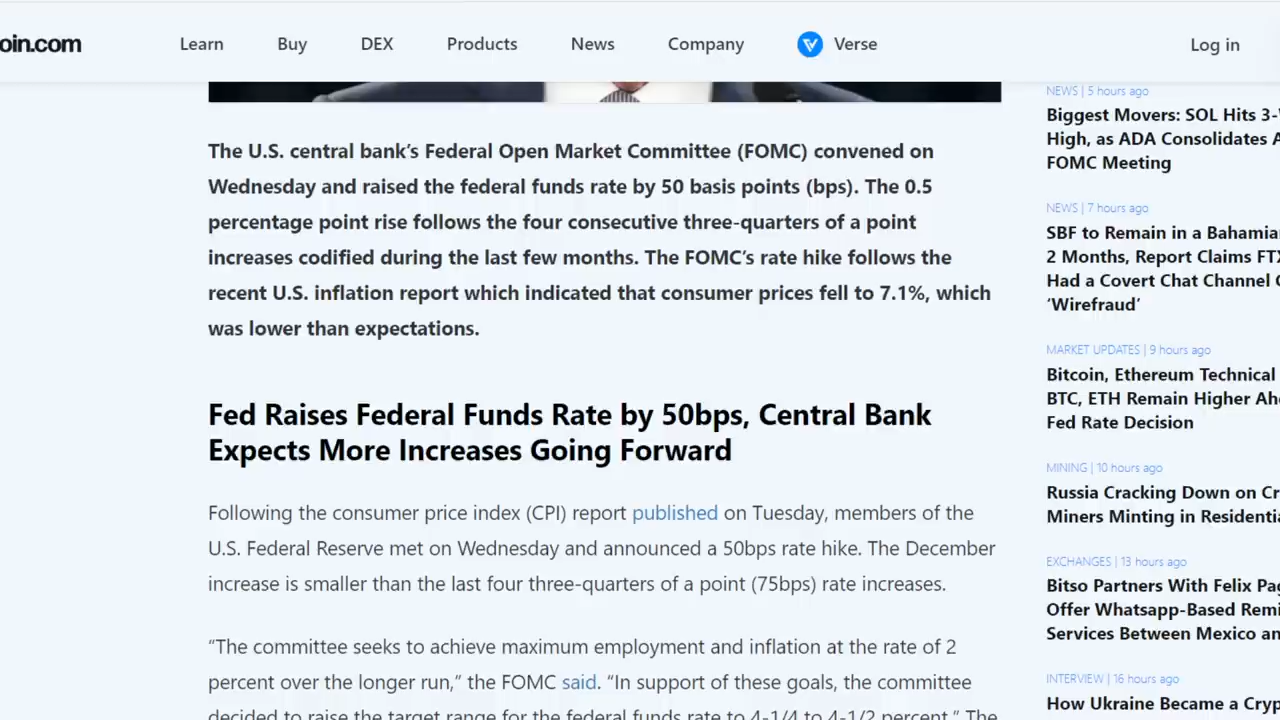 oin.com
Learn
Buy
DEX
Products
News
Company
Verse
Log in
The U.S. central bank’s Federal Open Market Committee (FOMC) convened on
Wednesday and raised the federal funds rate by 50 basis points (bps). The 0.5
percentage point rise follows the four consecutive three-quarters of a point
increases codified during the last few months. The FOMC’s rate hike follows the
recent U.S. inflation report which indicated that consumer prices fell to 7.1%, which
was lower than expectations.
Fed Raises Federal Funds Rate by 50bps, Central Bank
Expects More Increases Going Forward
Following the consumer price index (CPI) report published on Tuesday, members of the
U.S. Federal Reserve met on Wednesday and announced a 50bps rate hike. The December
increase is smaller than the last four three-quarters of a point (75bps) rate increases.
“The committee seeks to achieve maximum employment and inflation at the rate of 2
percent over the longer run,” the FOMC said. “In support of these goals, the committee
decided to raise the target range for the federal funds rate to 4-1/4 to 4-1/2 percent.” The
NEWS | 5 hours ago
Biggest Movers: SOL Hits 3-
High, as ADA Consolidates
FOMC Meeting
NEWS | 7 hours ago
SBF to Remain in a Bahamian
2 Months, Report Claims FTX
Had a Covert Chat Channel
‘Wirefraud’
MARKET UPDATES | 9 hours ago
Bitcoin, Ethereum Technical
BTC, ETH Remain Higher
Fed Rate Decision
MINING | 10 hours ago
Russia Cracking Down on
Miners Minting in
EXCHANGES | 13 hours ago
Bitso Partners With Felix
Offer Whatsapp-Based
Services Between Mexico
INTERVIEW | 16 hours ago
How Ukraine Became a